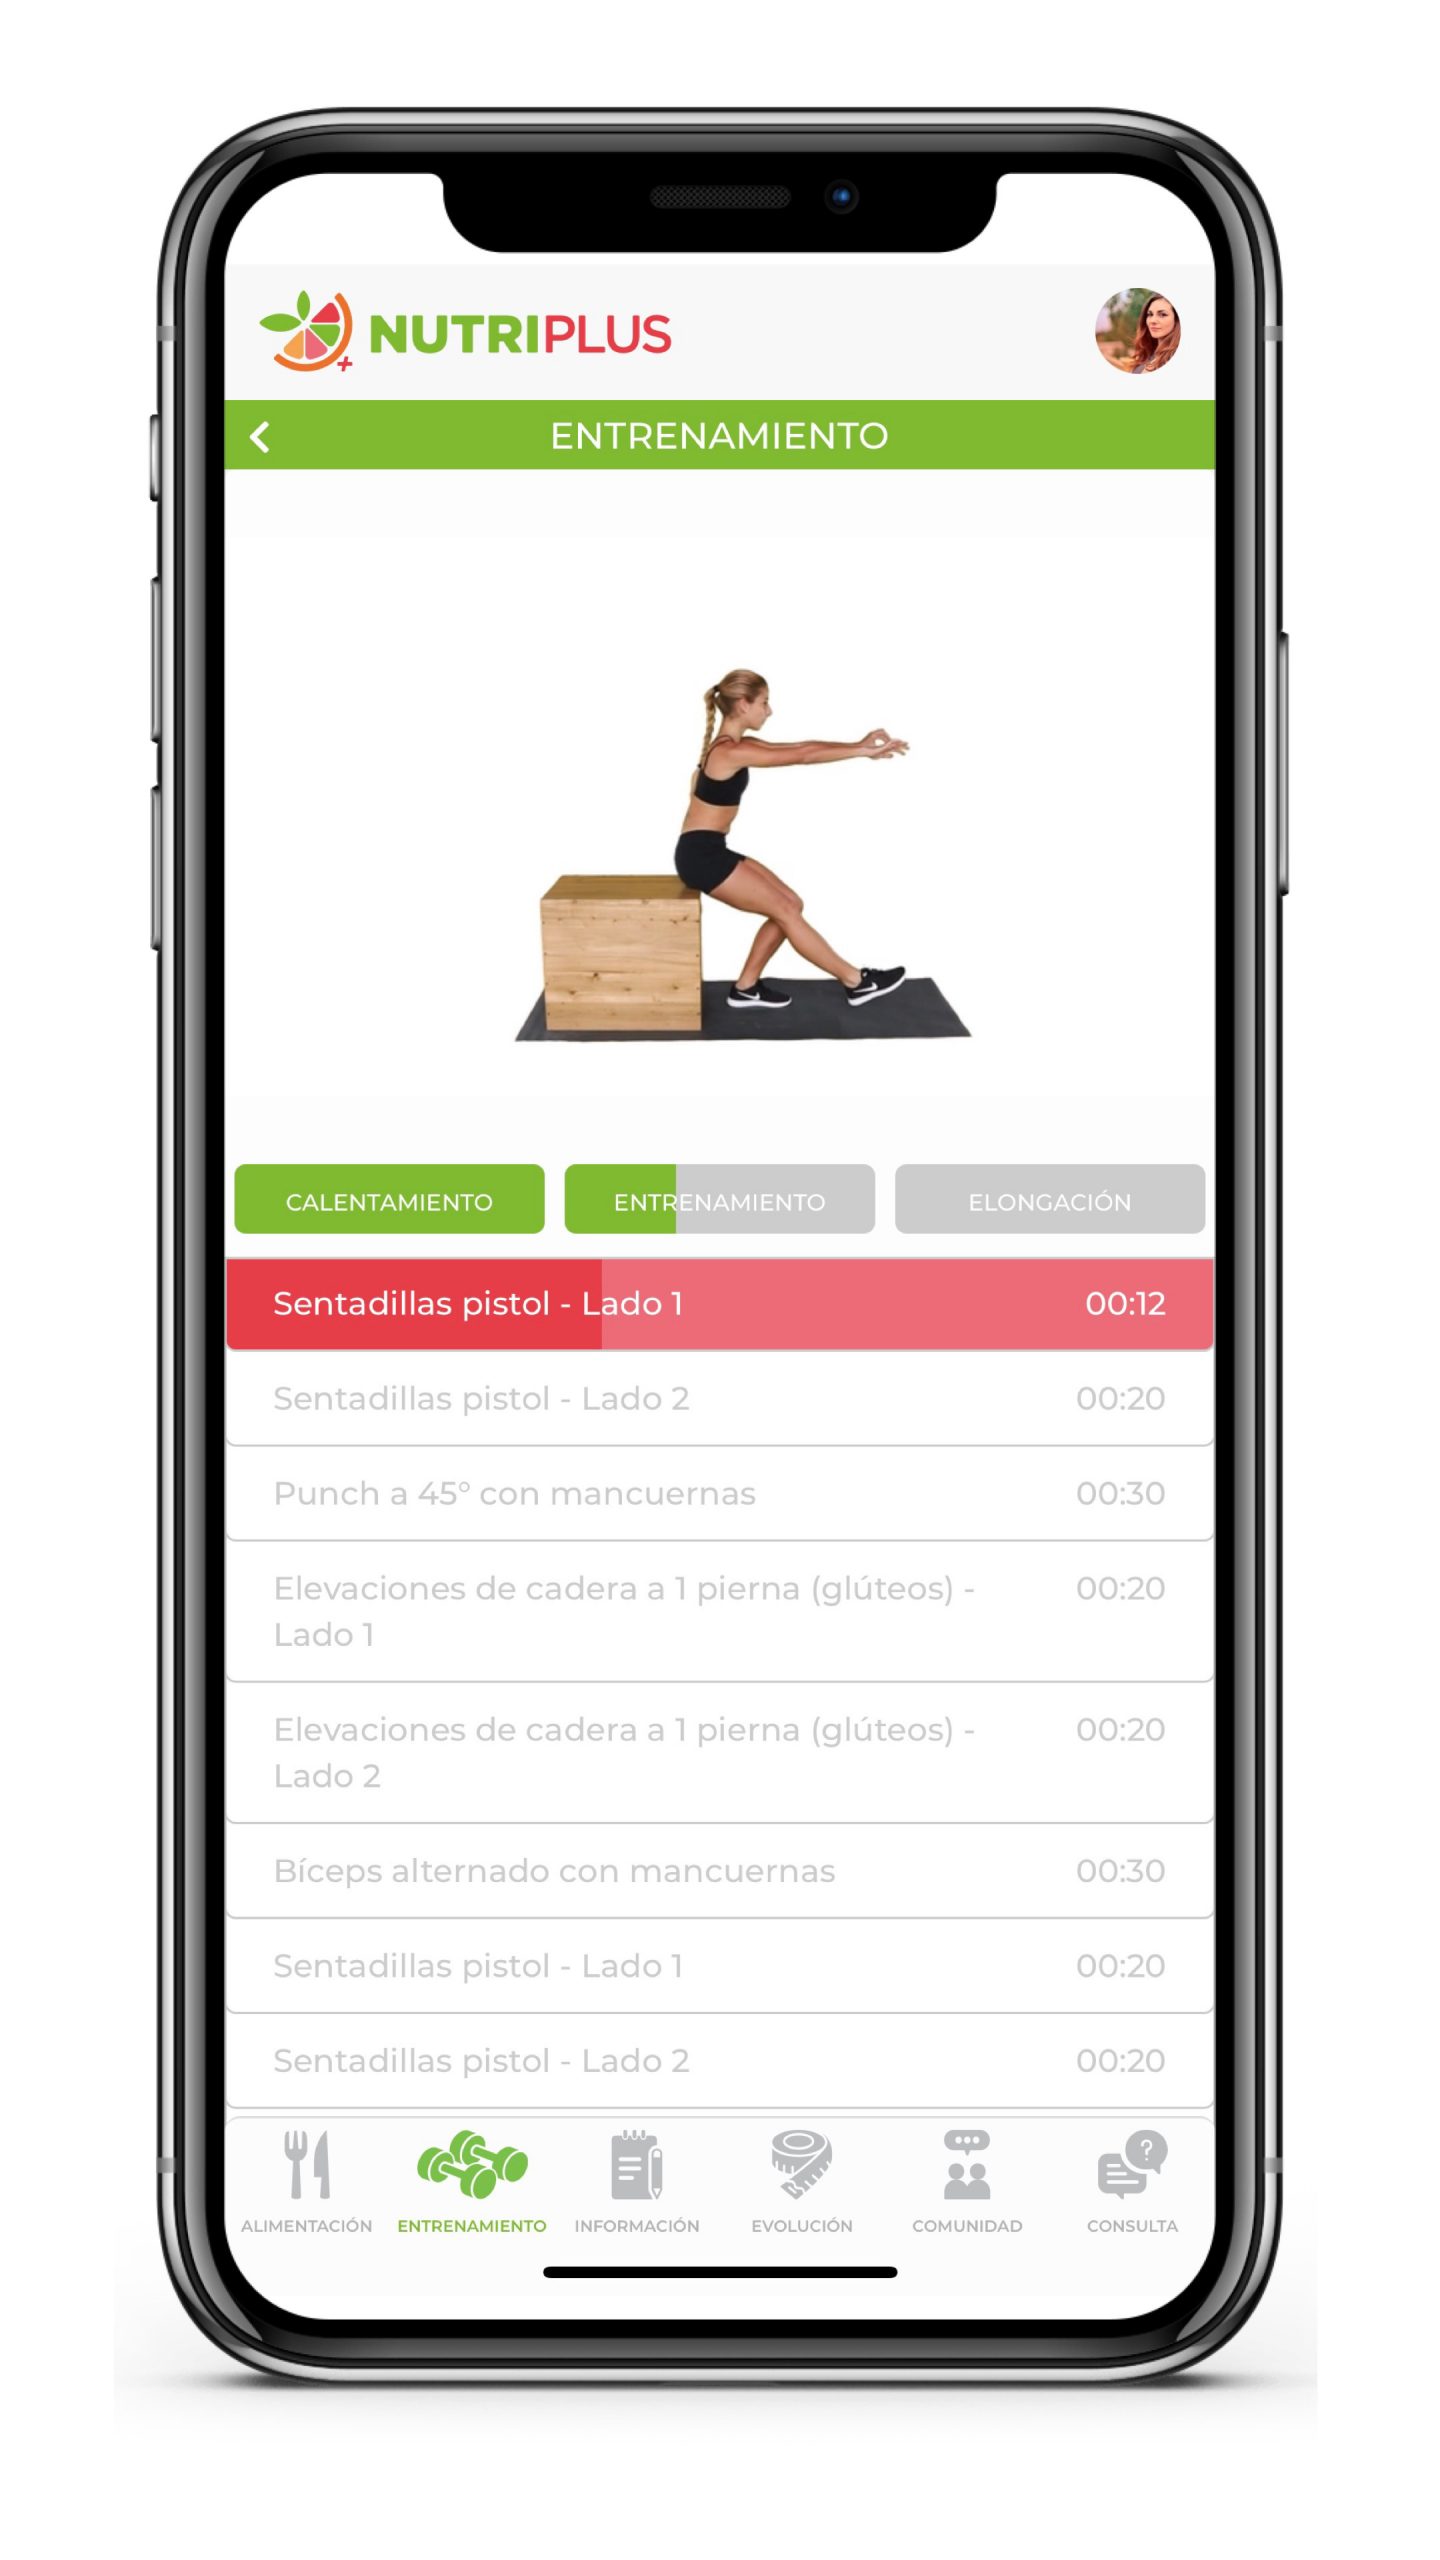 NUTRIPLUS
ENTRENAMIENTO
CALENTAMIENTO ENTRENAMIENTO ELONGACIÓN
Sentadillas pistol - Lado 1 00:12
Sentadillas pistol - Lado 2 00:20
Punch a 45° con mancuernas 00:30
Elevaciones de cadera a 1 pierna (glúteos) - 00:20
Lado 1
Elevaciones de cadera a 1 pierna (glúteos) - 00:20
Lado 2
Bíceps alternado con mancuernas 00:30
Sentadillas pistol - Lado 1 00:20
Sentadillas pistol - Lado 2 00:20
ALIMENTACIÓN ENTRENAMIENTO INFORMACIÓN EVOLUCIÓN COMUNIDAD CONSULTA